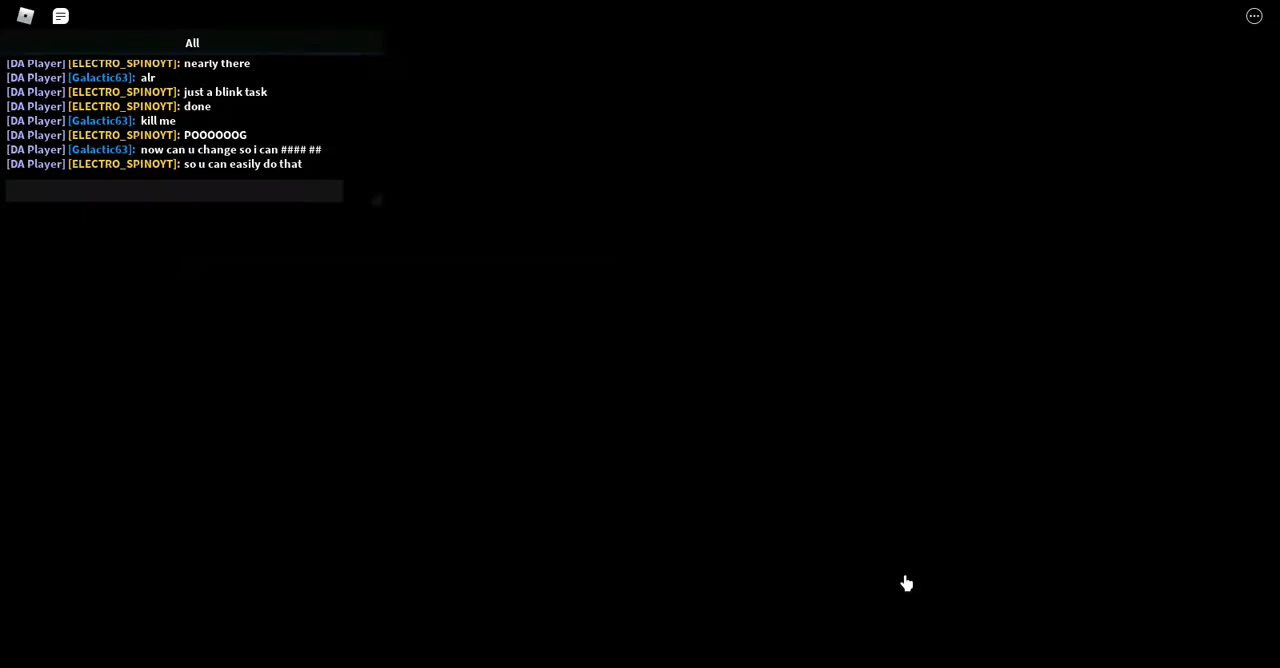 All
[DA Player] [ELECTRO_SPINOYT]: nearly there
[DA Player] [Galactic63]: alr
[DA Player] [ELECTRO_SPINOYT]: just a blink task
[DA Player] [ELECTRO_SPINOYT]: done
[DA Player] [Galactic63]: kill me
[DA Player] [ELECTRO_SPINOYT]: POOOOOOG
[DA Player] [Galactic63]: now can u change so i can #### ##
[DA Player] [ELECTRO_SPINOYT]: so u can easily do that